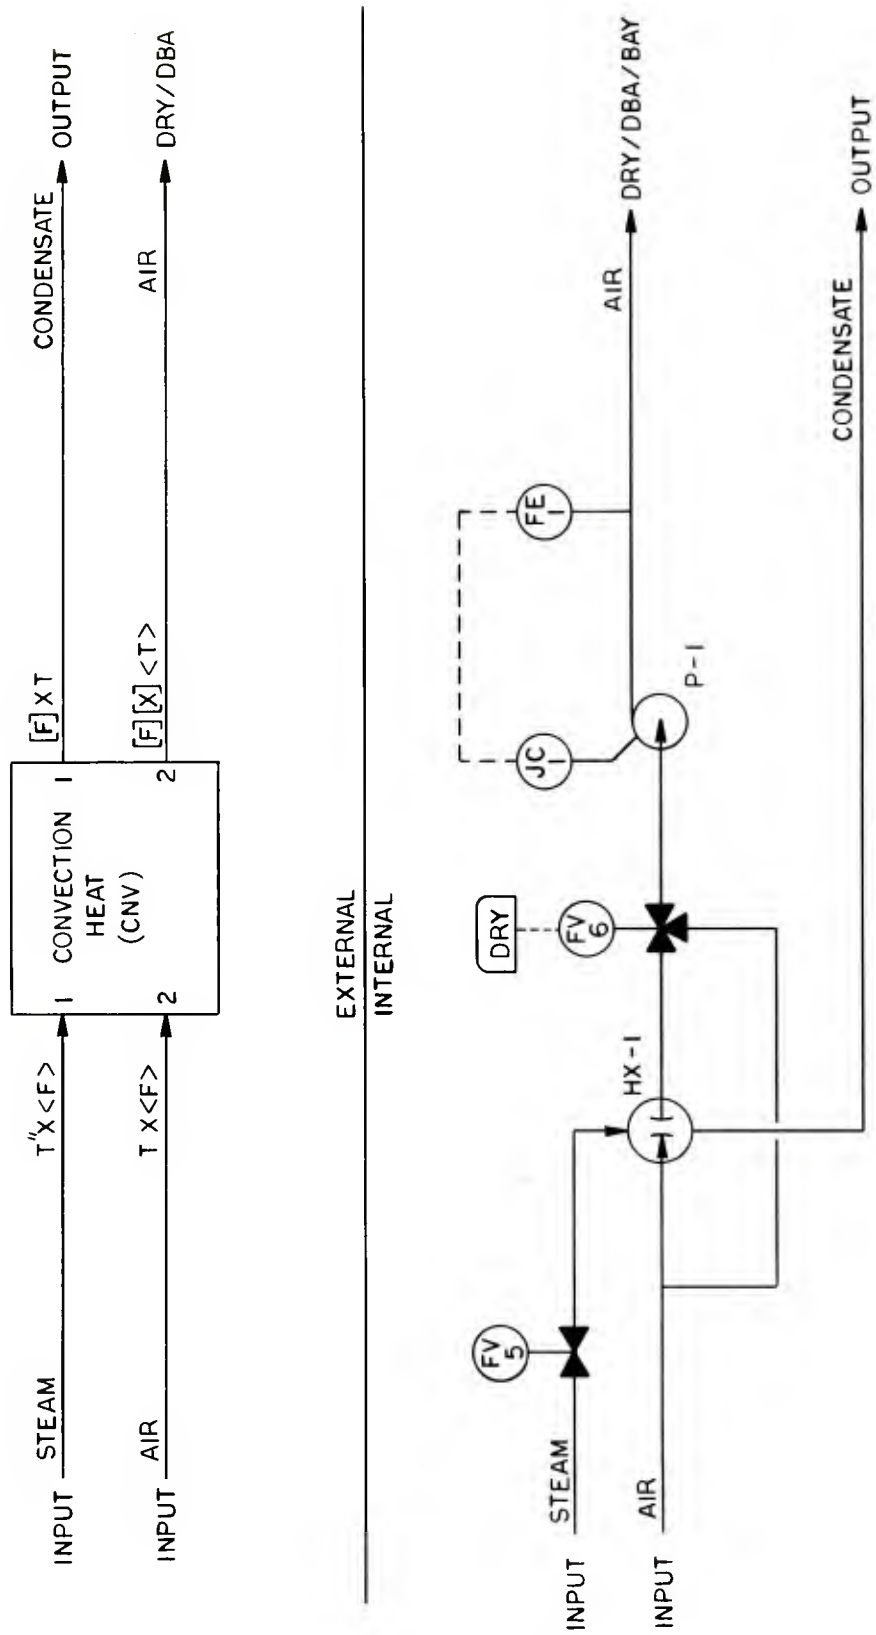 INPUT STEAM T"X<F>
INPUT AIR T X<F>
1 CONVECTION 1
HEAT
(CNV)
2 2
[F] X T CONDENSATE OUTPUT
[F][X]<T> AIR DRY/DBA
EXTERNAL
INTERNAL
FV
5
DRY
FV
6
JC
1
FE
1
INPUT STEAM
INPUT AIR
HX-1
P-1
AIR DRY/DBA/BAY
CONDENSATE OUTPUT